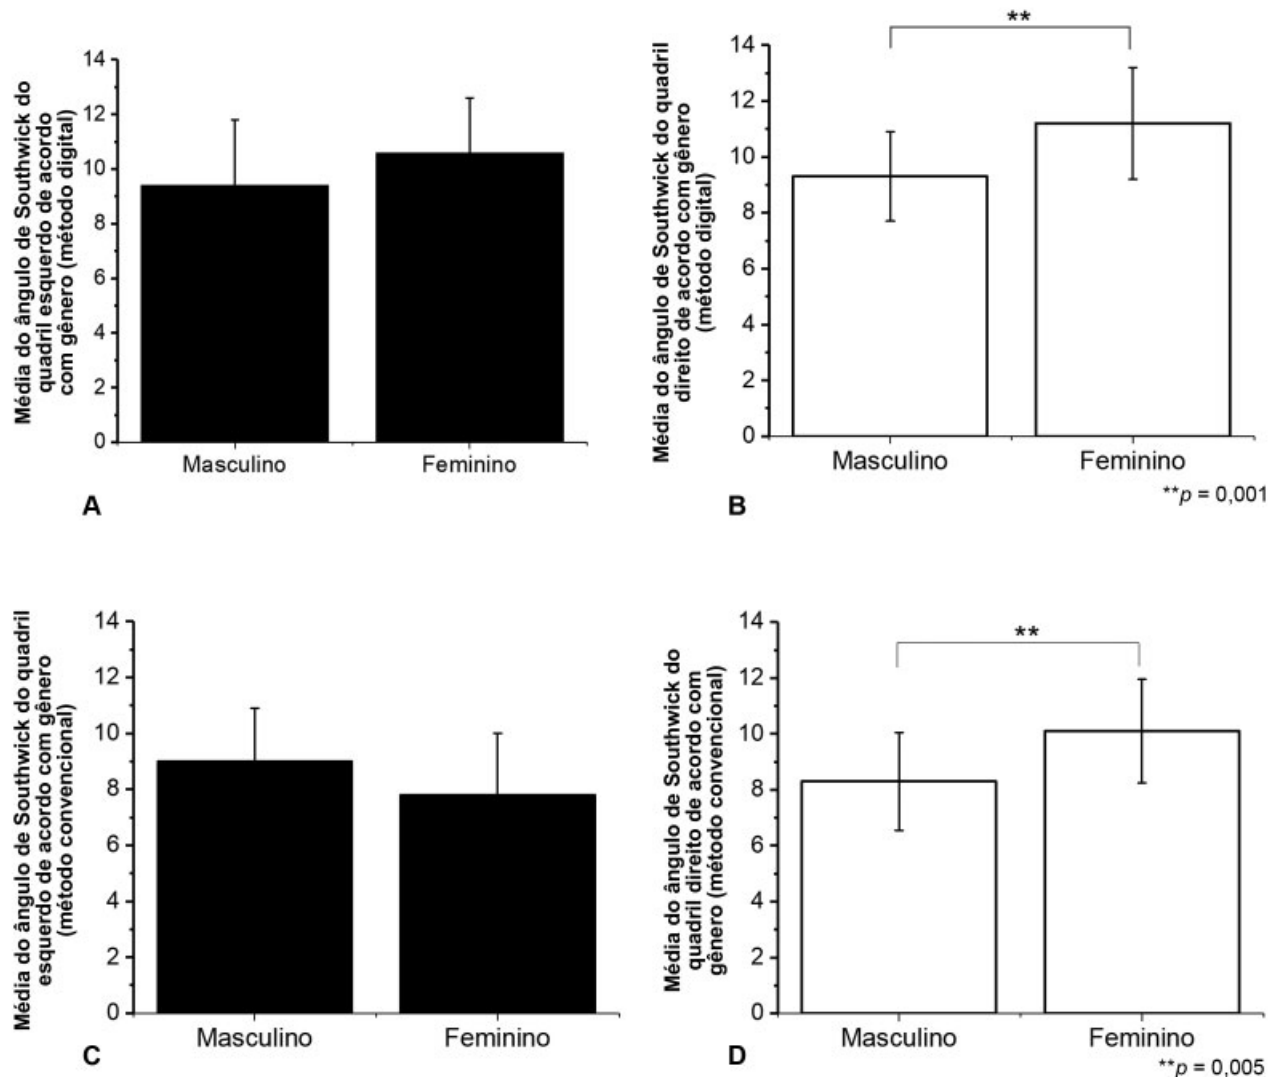 Média do ângulo de Southwick do
quadril esquerdo de acordo
com gênero (método digital)
14
12
10
8
6
4
2
0
Masculino
Feminino
A
**
Média do ângulo de Southwick do quadril
direito de acordo com gênero
(método digital)
14
12
10
8
6
4
2
0
Masculino
Feminino
**p = 0,001
B
Média do ângulo de Southwick do quadril
esquerdo de acordo com gênero
(método convencional)
14
12
10
8
6
4
2
0
Masculino
Feminino
C
**
Média do ângulo de Southwick do
quadril direito de acordo com
gênero (método convencional)
14
12
10
8
6
4
2
0
Masculino
Feminino
D
**p = 0,005